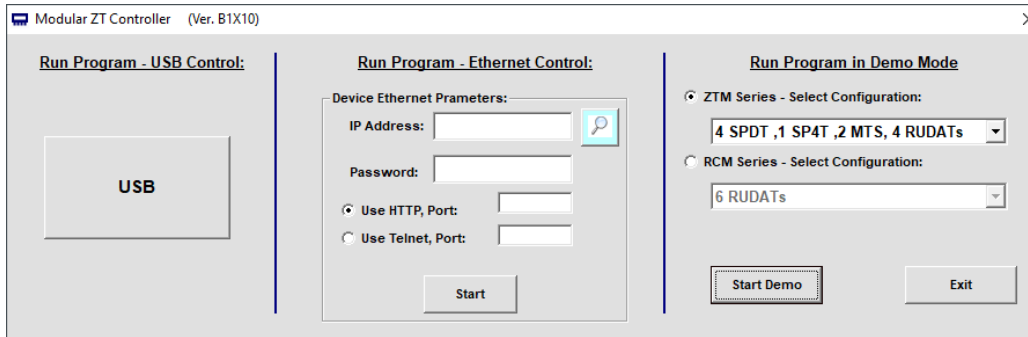 Modular ZT Controller (Ver. B1X10)
Run Program - USB Control:
USB
Run Program - Ethernet Control:
Device Ethernet Prameters:
IP Address:
Password:
Use HTTP, Port:
Use Telnet, Port:
Start
Run Program in Demo Mode
ZTM Series - Select Configuration:
4 SPDT ,1 SP4T ,2 MTS, 4 RUDATs
RCM Series - Select Configuration:
6 RUDATs
Start Demo
Exit